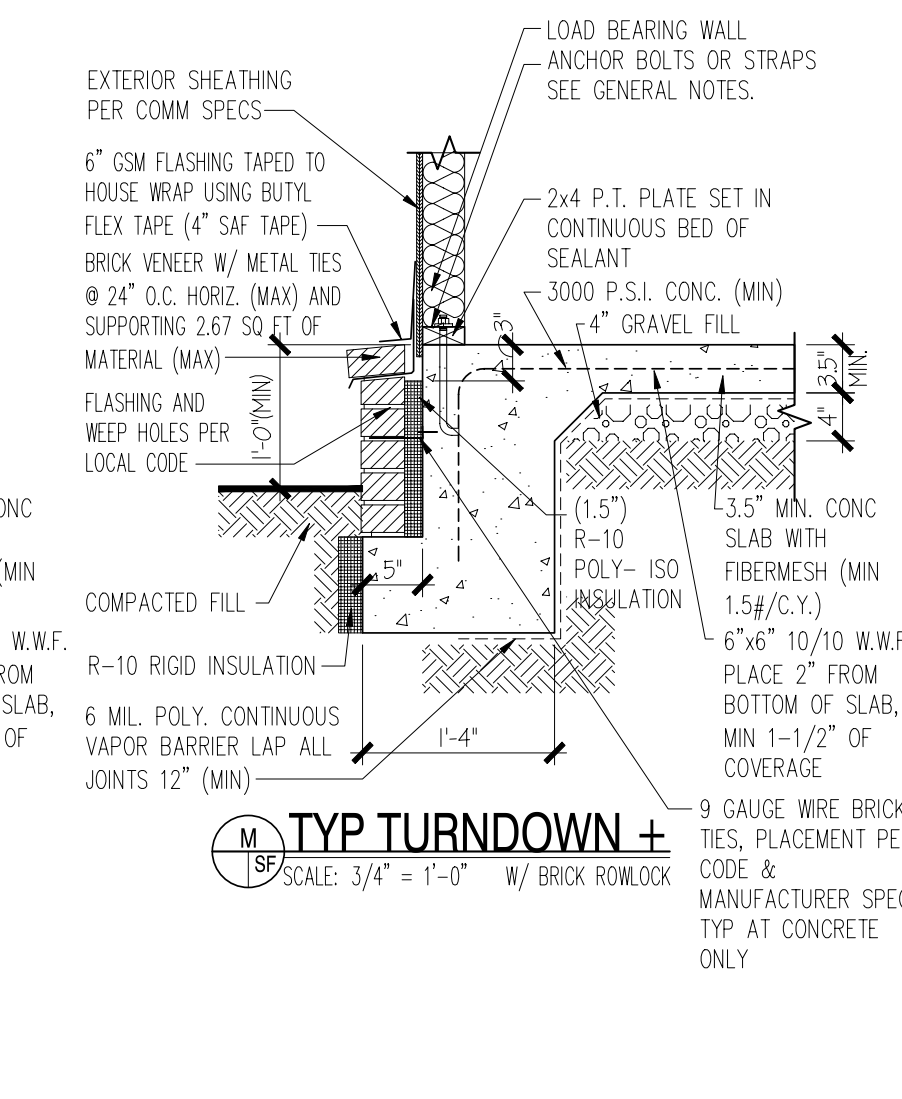 LOAD BEARING WALL
ANCHOR BOLTS OR STRAPS
SEE GENERAL NOTES.
EXTERIOR SHEATHING
PER COMM SPECS
6" GSM FLASHING TAPED TO
HOUSE WRAP USING BUTYL
FLEX TAPE (4" SAF TAPE)
BRICK VENEER W/ METAL TIES
@ 24" O.C. HORIZ. (MAX) AND
SUPPORTING 2.67 SQ FT OF
MATERIAL (MAX)
FLASHING AND
WEEP HOLES PER
LOCAL CODE
1'-0"(MIN)
2x4 P.T. PLATE SET IN
CONTINUOUS BED OF
SEALANT
3000 P.S.I. CONC. (MIN)
4" GRAVEL FILL
3"
3.5"
MIN.
4"
ONC
(MIN
W.W.F.
ROM
SLAB,
OF
COMPACTED FILL
R-10 RIGID INSULATION
6 MIL. POLY. CONTINUOUS
VAPOR BARRIER LAP ALL
JOINTS 12" (MIN)
5"
1'-4"
(1.5")
R-10
POLY- ISO
INSULATION
3.5" MIN. CONC
SLAB WITH
FIBERMESH (MIN
1.5#/C.Y.)
6"x6" 10/10 W.W.F
PLACE 2" FROM
BOTTOM OF SLAB,
MIN 1-1/2" OF
COVERAGE
9 GAUGE WIRE BRICK
TIES, PLACEMENT PE
CODE &
MANUFACTURER SPEC
TYP AT CONCRETE
ONLY
M
SF
TYP TURNDOWN +
SCALE: 3/4" = 1'-0" W/ BRICK ROWLOCK